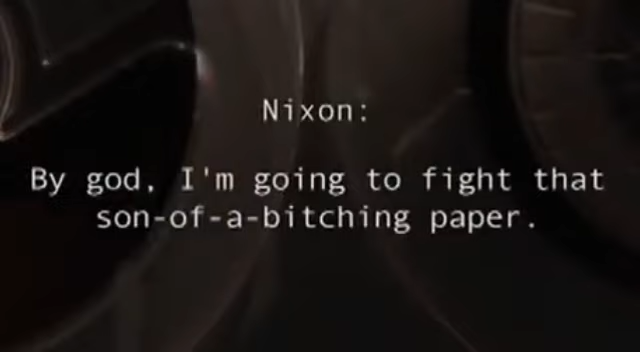 Nixon:
By god, I'm going to fight that
son-of-a-bitching paper.